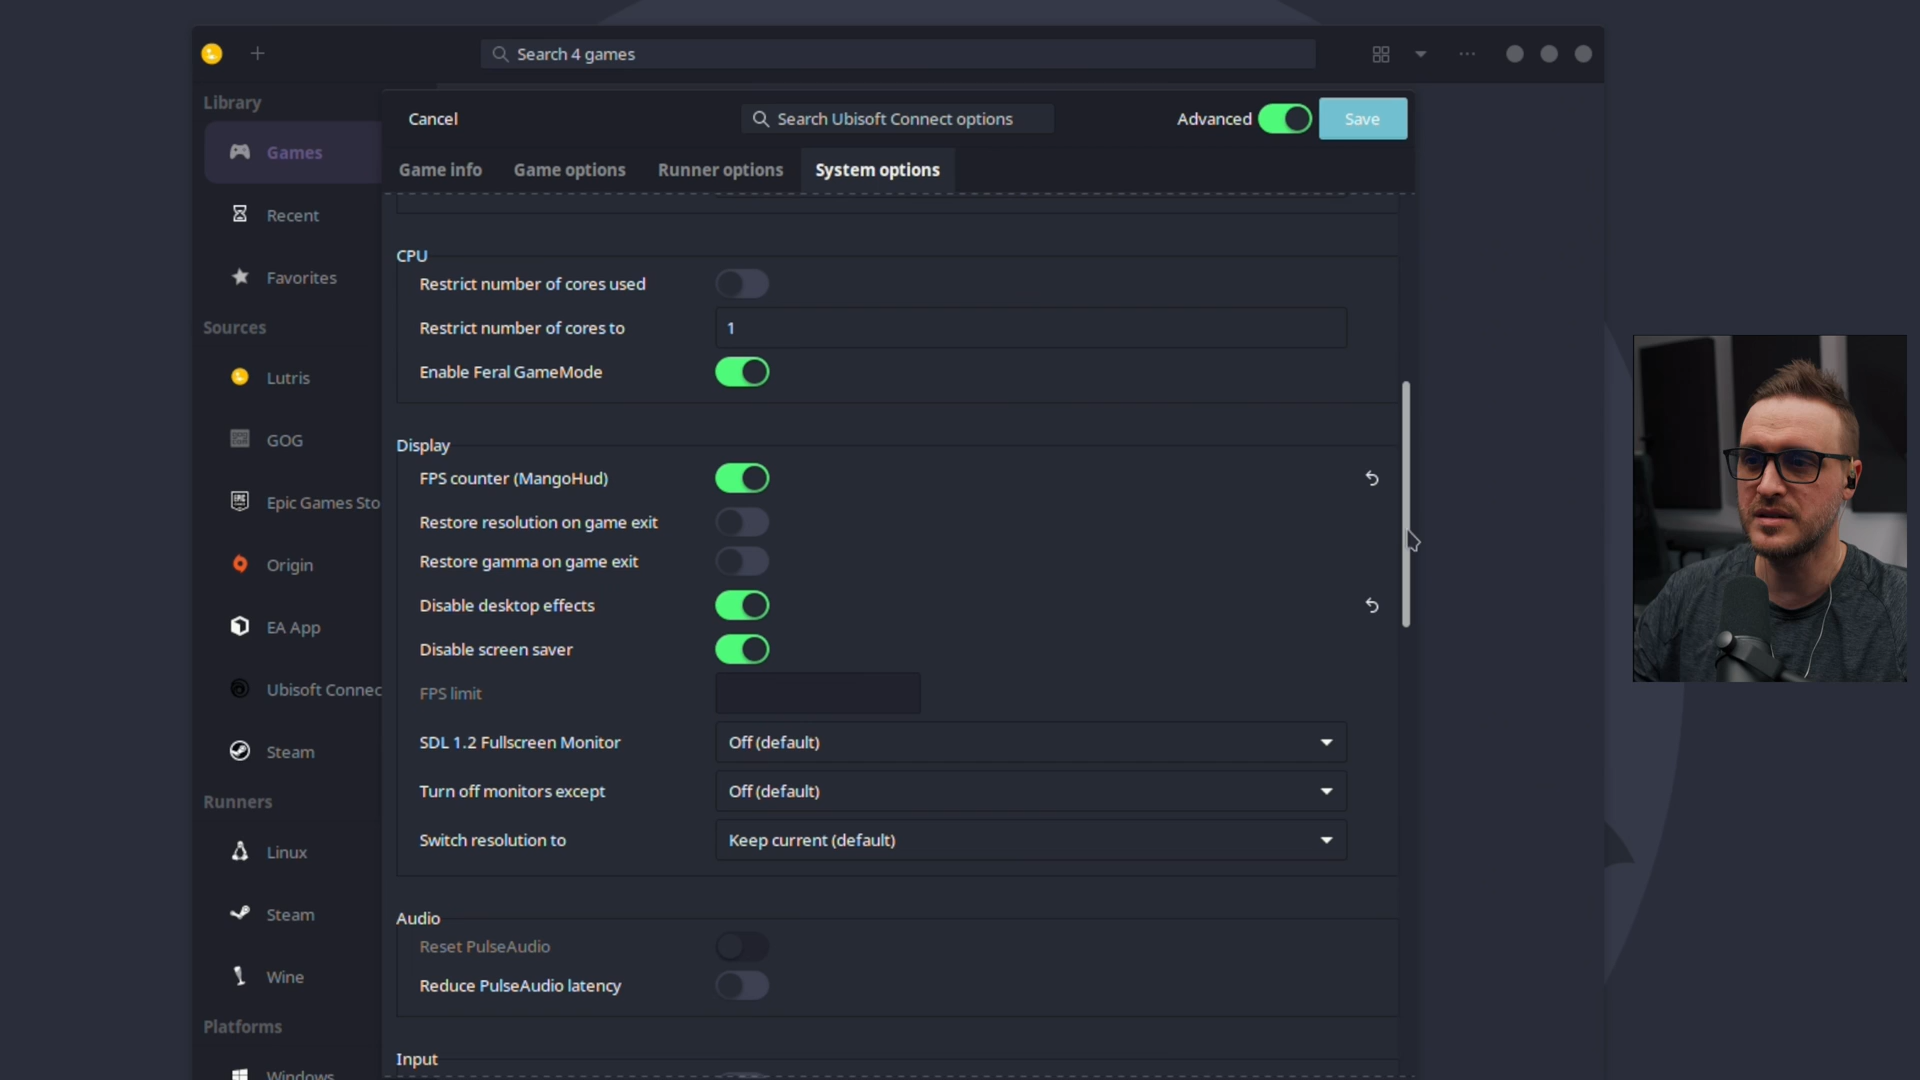 Search 4 games
Library
Games
Recent
Favorites
Sources
Lutris
GOG
Epic Games Sto
Origin
EA App
Ubisoft Connec
Steam
Runners
Linux
Steam
Wine
Platforms
Windows
Cancel
Search Ubisoft Connect options
Advanced
Save
Game info
Game options
Runner options
System options
CPU
Restrict number of cores used
Restrict number of cores to
1
Enable Feral GameMode
Display
FPS counter (MangoHud)
Restore resolution on game exit
Restore gamma on game exit
Disable desktop effects
Disable screen saver
FPS limit
SDL 1.2 Fullscreen Monitor
Off (default)
Turn off monitors except
Off (default)
Switch resolution to
Keep current (default)
Audio
Reset PulseAudio
Reduce PulseAudio latency
Input